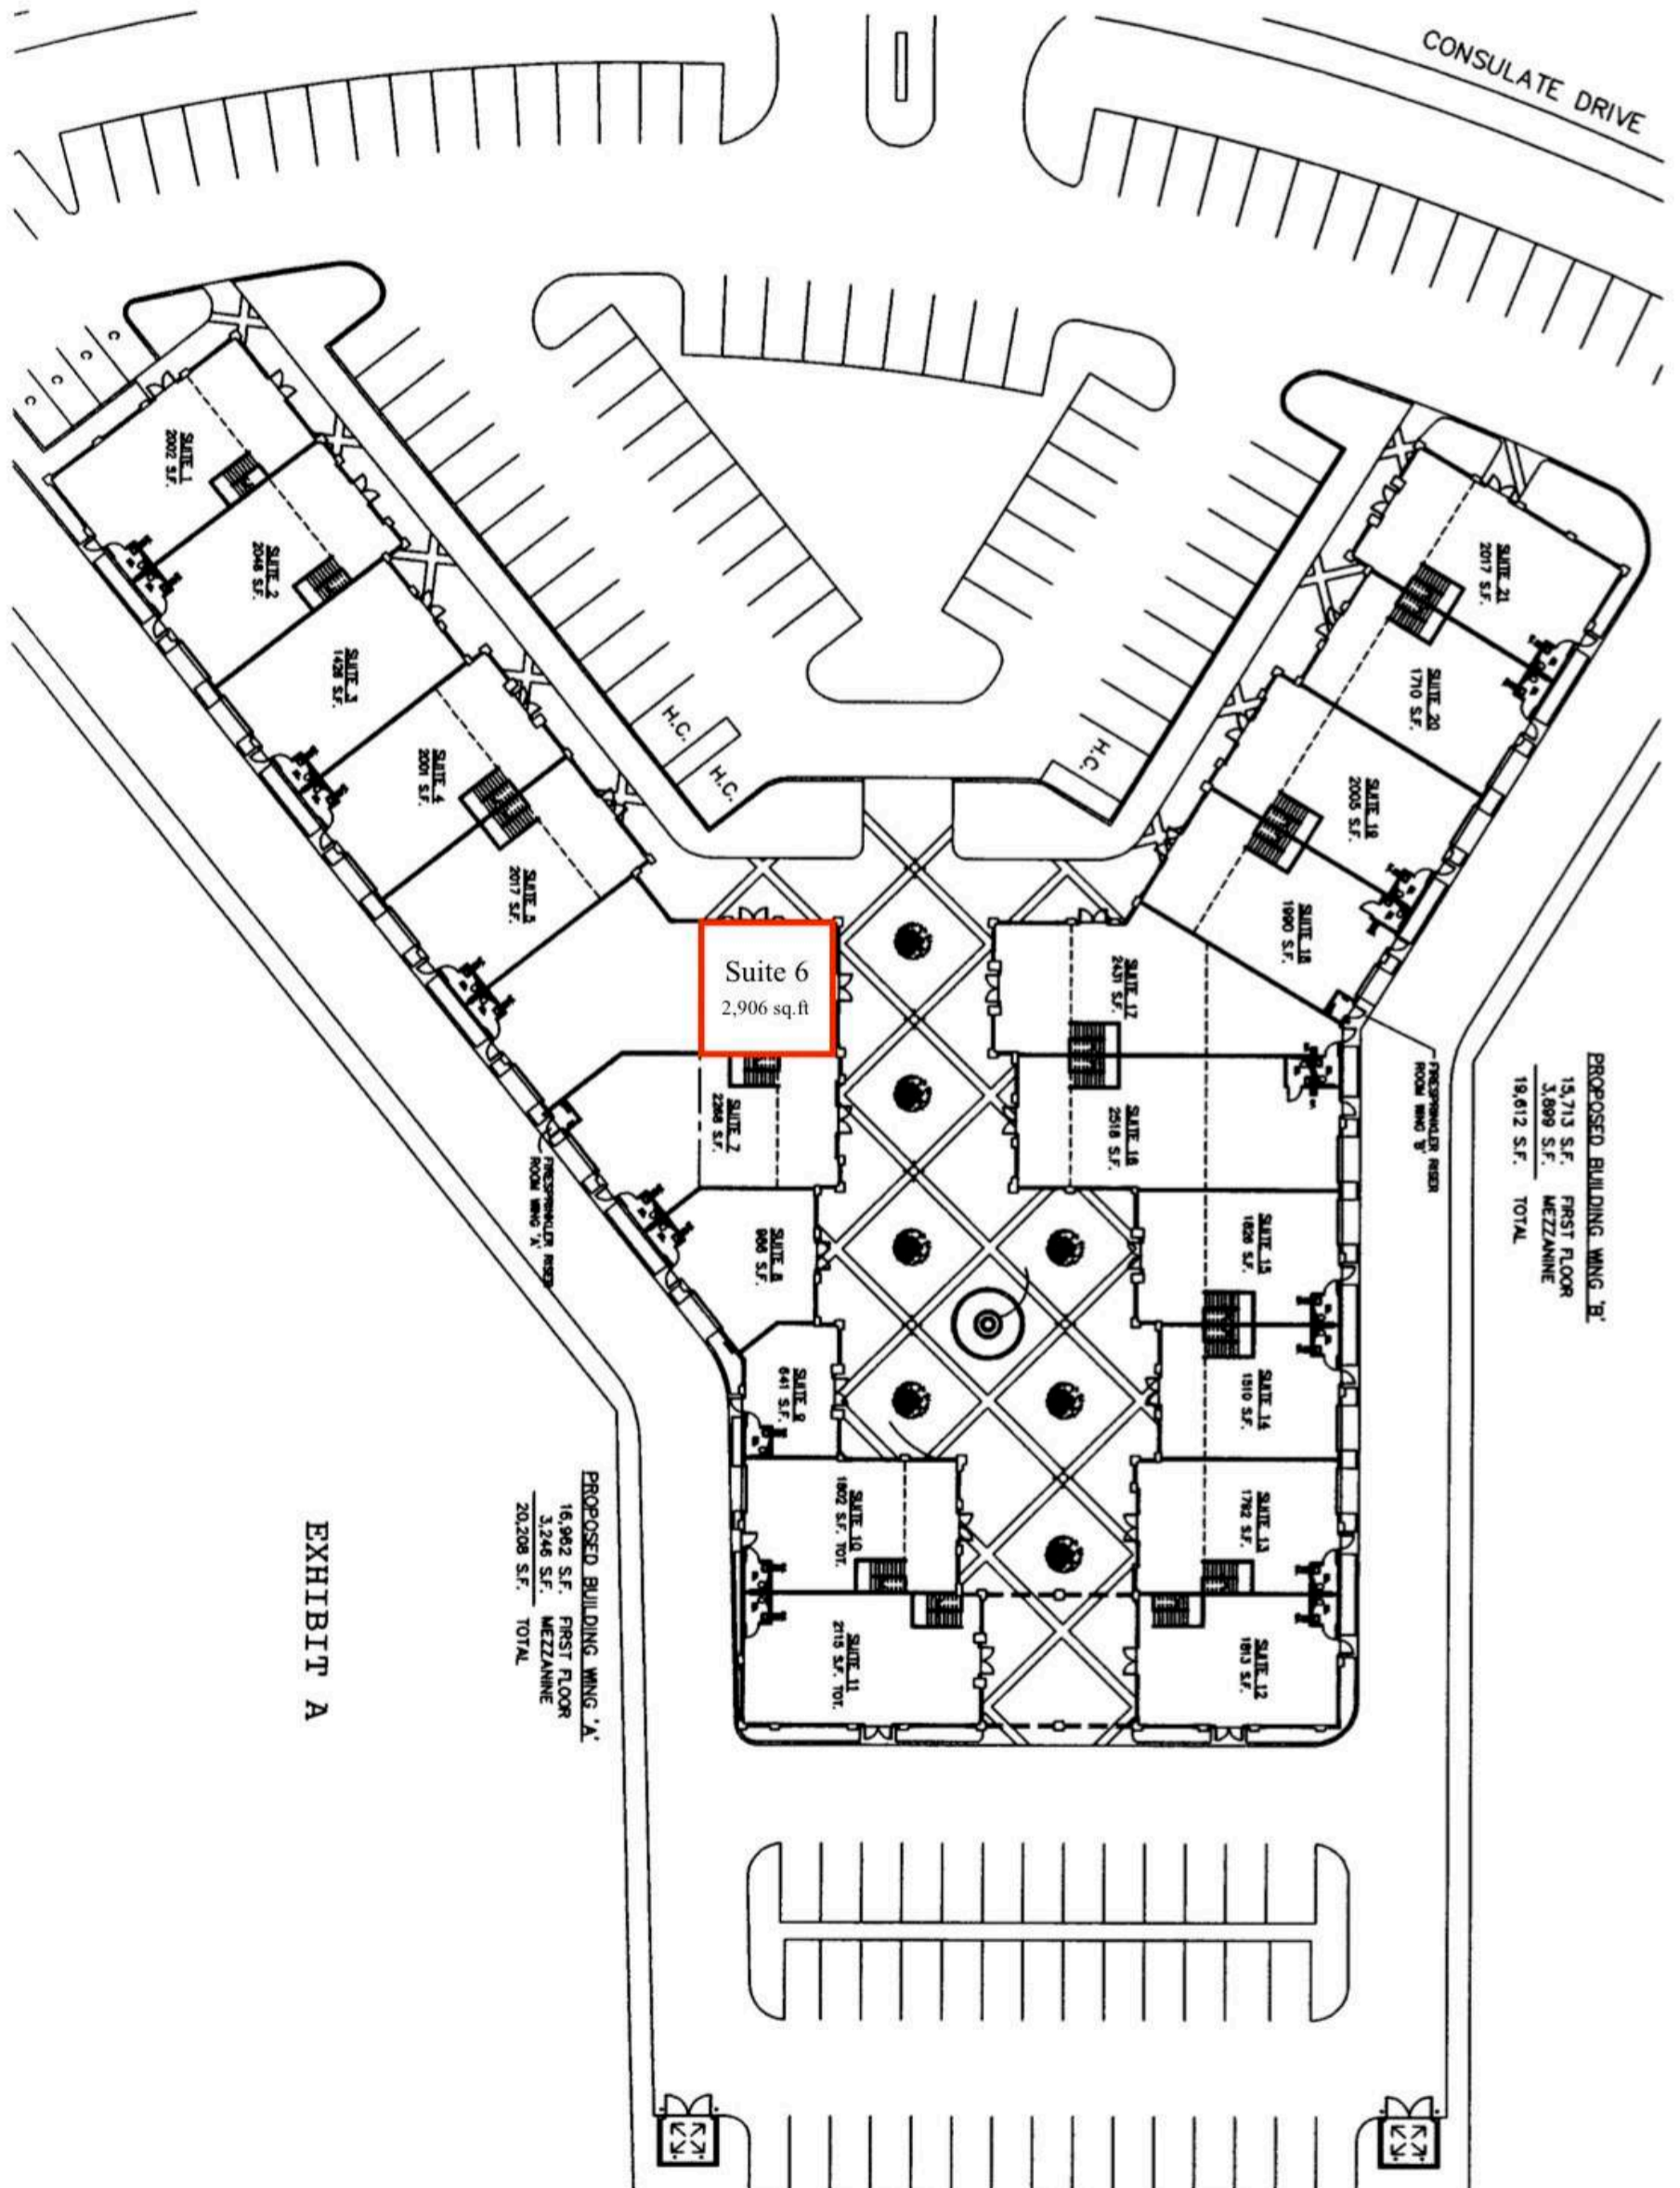 CONSULATE DRIVE
C
C
C
C
SUITE 1
2002 S.F.
SUITE 2
2048 S.F.
SUITE 3
1426 S.F.
SUITE 4
2001 S.F.
SUITE 5
2017 S.F.
H.C.
H.C.
H.C.
SUITE 21
2017 S.F.
SUITE 20
1710 S.F.
SUITE 19
2005 S.F.
SUITE 18
1990 S.F.
Suite 6
2,906 sq.ft
SUITE 17
2431 S.F.
SUITE 7
2268 S.F.
SUITE 16
2518 S.F.
FIRESPRINKLER RISER
ROOM WING 'B'
PROPOSED BUILDING WING 'B'
15,713 S.F. FIRST FLOOR
3,899 S.F. MEZZANINE
19,612 S.F. TOTAL
FIRESPRINKLER RISER
ROOM WING 'A'
SUITE 8
S.F.
SUITE 15
S.F.
SUITE 9
641 S.F.
SUITE 14
1510 S.F.
SUITE 10
1802 S.F. TOT.
SUITE 13
1792 S.F.
SUITE 11
2115 S.F. TOT.
SUITE 12
1813 S.F.
PROPOSED BUILDING WING 'A'
16,962 S.F. FIRST FLOOR
3,246 S.F. MEZZANINE
20,208 S.F. TOTAL
EXHIBIT A